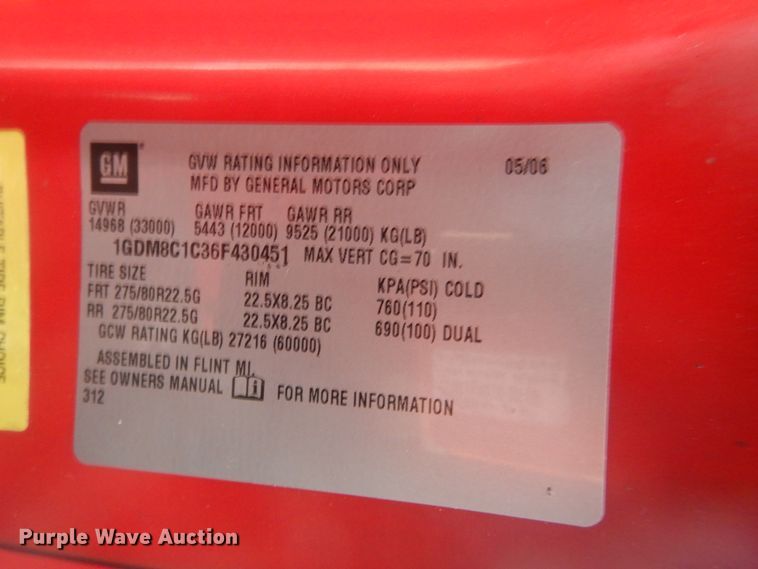 GM
GVW RATING INFORMATION ONLY 05/06
MFD BY GENERAL MOTORS CORP
GVWR GAWR FRT GAWR RR
14968 (33000) 5443 (12000) 9525 (21000) KG(LB)
1GDM8C1C36F430451 MAX VERT CG=70 IN.
TIRE SIZE RIM KPA(PSI) COLD
FRT 275/80R22.5G 22.5X8.25 BC 760(110)
RR 275/80R22.5G 22.5X8.25 BC 690(100) DUAL
GCW RATING KG(LB) 27216 (60000)
ASSEMBLED IN FLINT MI.
SEE OWNERS MANUAL i FOR MORE INFORMATION
312
Purple Wave Auction